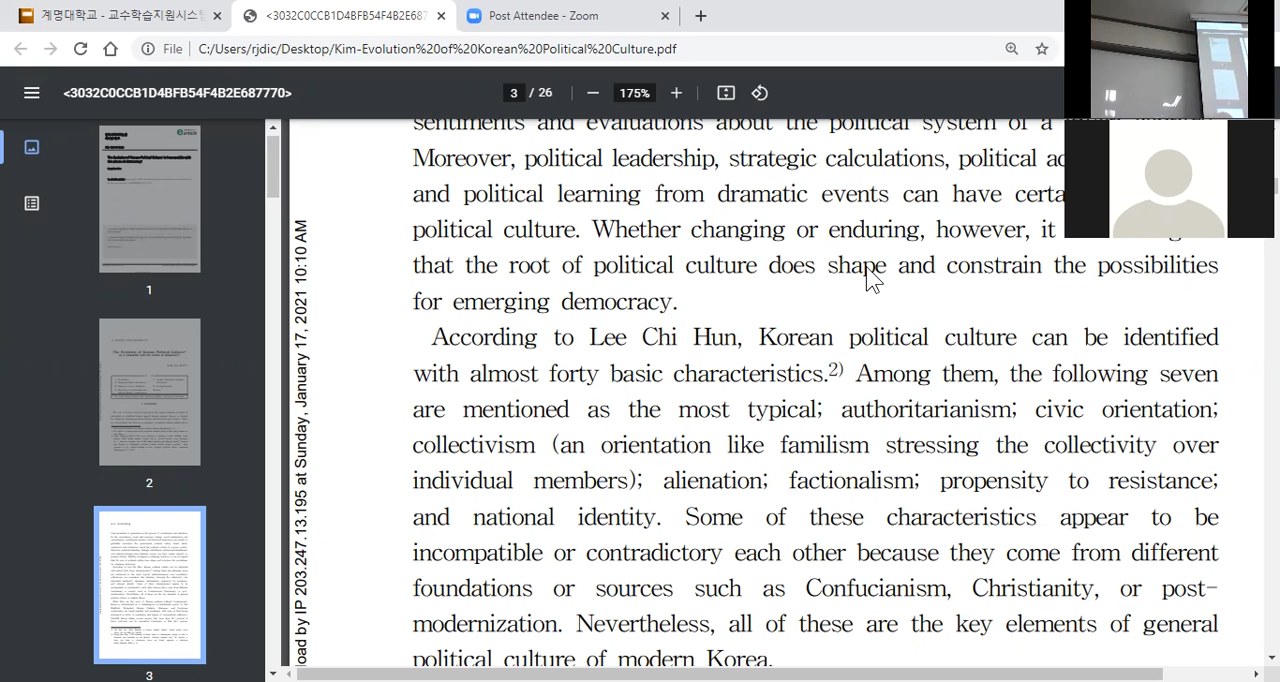 계명대학교 - 교수학습지원시스템
<3032C0CCB1D4BFB54F4B2E687
Post Attendee - Zoom
File C:/Users/rjdic/Desktop/Kim-Evolution%20of%20Korean%20Political%20Culture.pdf
<3032C0CCB1D4BFB54F4B2E687770>
3 / 26
175%
1
2
3
load by IP 203.247.13.195 at Sunday, January 17, 2021 10:10 AM
sentiments and evaluations about the political system of a
Moreover, political leadership, strategic calculations, political
and political learning from dramatic events can have
political culture. Whether changing or enduring, however, it
that the root of political culture does shape and constrain the possibilities
for emerging democracy.
According to Lee Chi Hun, Korean political culture can be identified
with almost forty basic characteristics.2) Among them, the following seven
are mentioned as the most typical; authoritarianism; civic orientation;
collectivism (an orientation like familism stressing the collectivity over
individual members); alienation; factionalism; propensity to resistance;
and national identity. Some of these characteristics appear to be
incompatible or contradictory each other because they come from different
foundations or sources such as Confucianism, Christianity, or post-
modernization. Nevertheless, all of these are the key elements of general
political culture of modern Korea.